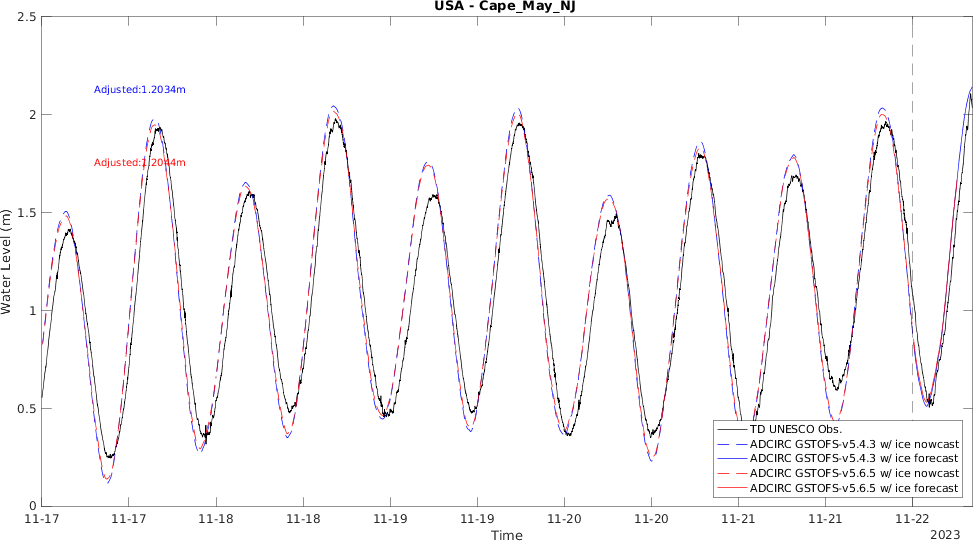 USA - Cape_May_NJ
2.5
Adjusted:1.2034m
2
Adjusted:1.2044m
1.5
Water Level (m)
1
0.5
0
TD UNESCO Obs.
ADCIRC GSTOFS-v5.4.3 w/ ice nowcast
ADCIRC GSTOFS-v5.4.3 w/ ice forecast
ADCIRC GSTOFS-v5.6.5 w/ ice nowcast
ADCIRC GSTOFS-v5.6.5 w/ ice forecast
11-17 11-17 11-18 11-18 11-19 11-19 11-20 11-20 11-21 11-21 11-22
Time
2023